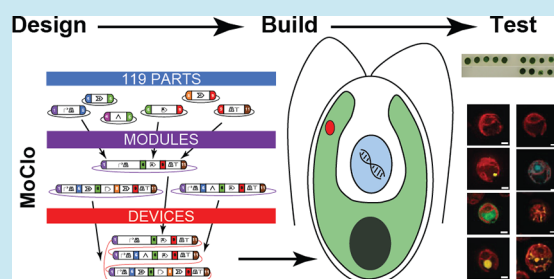 Design Build Test
119 PARTS
MODULES
MoClo
DEVICES